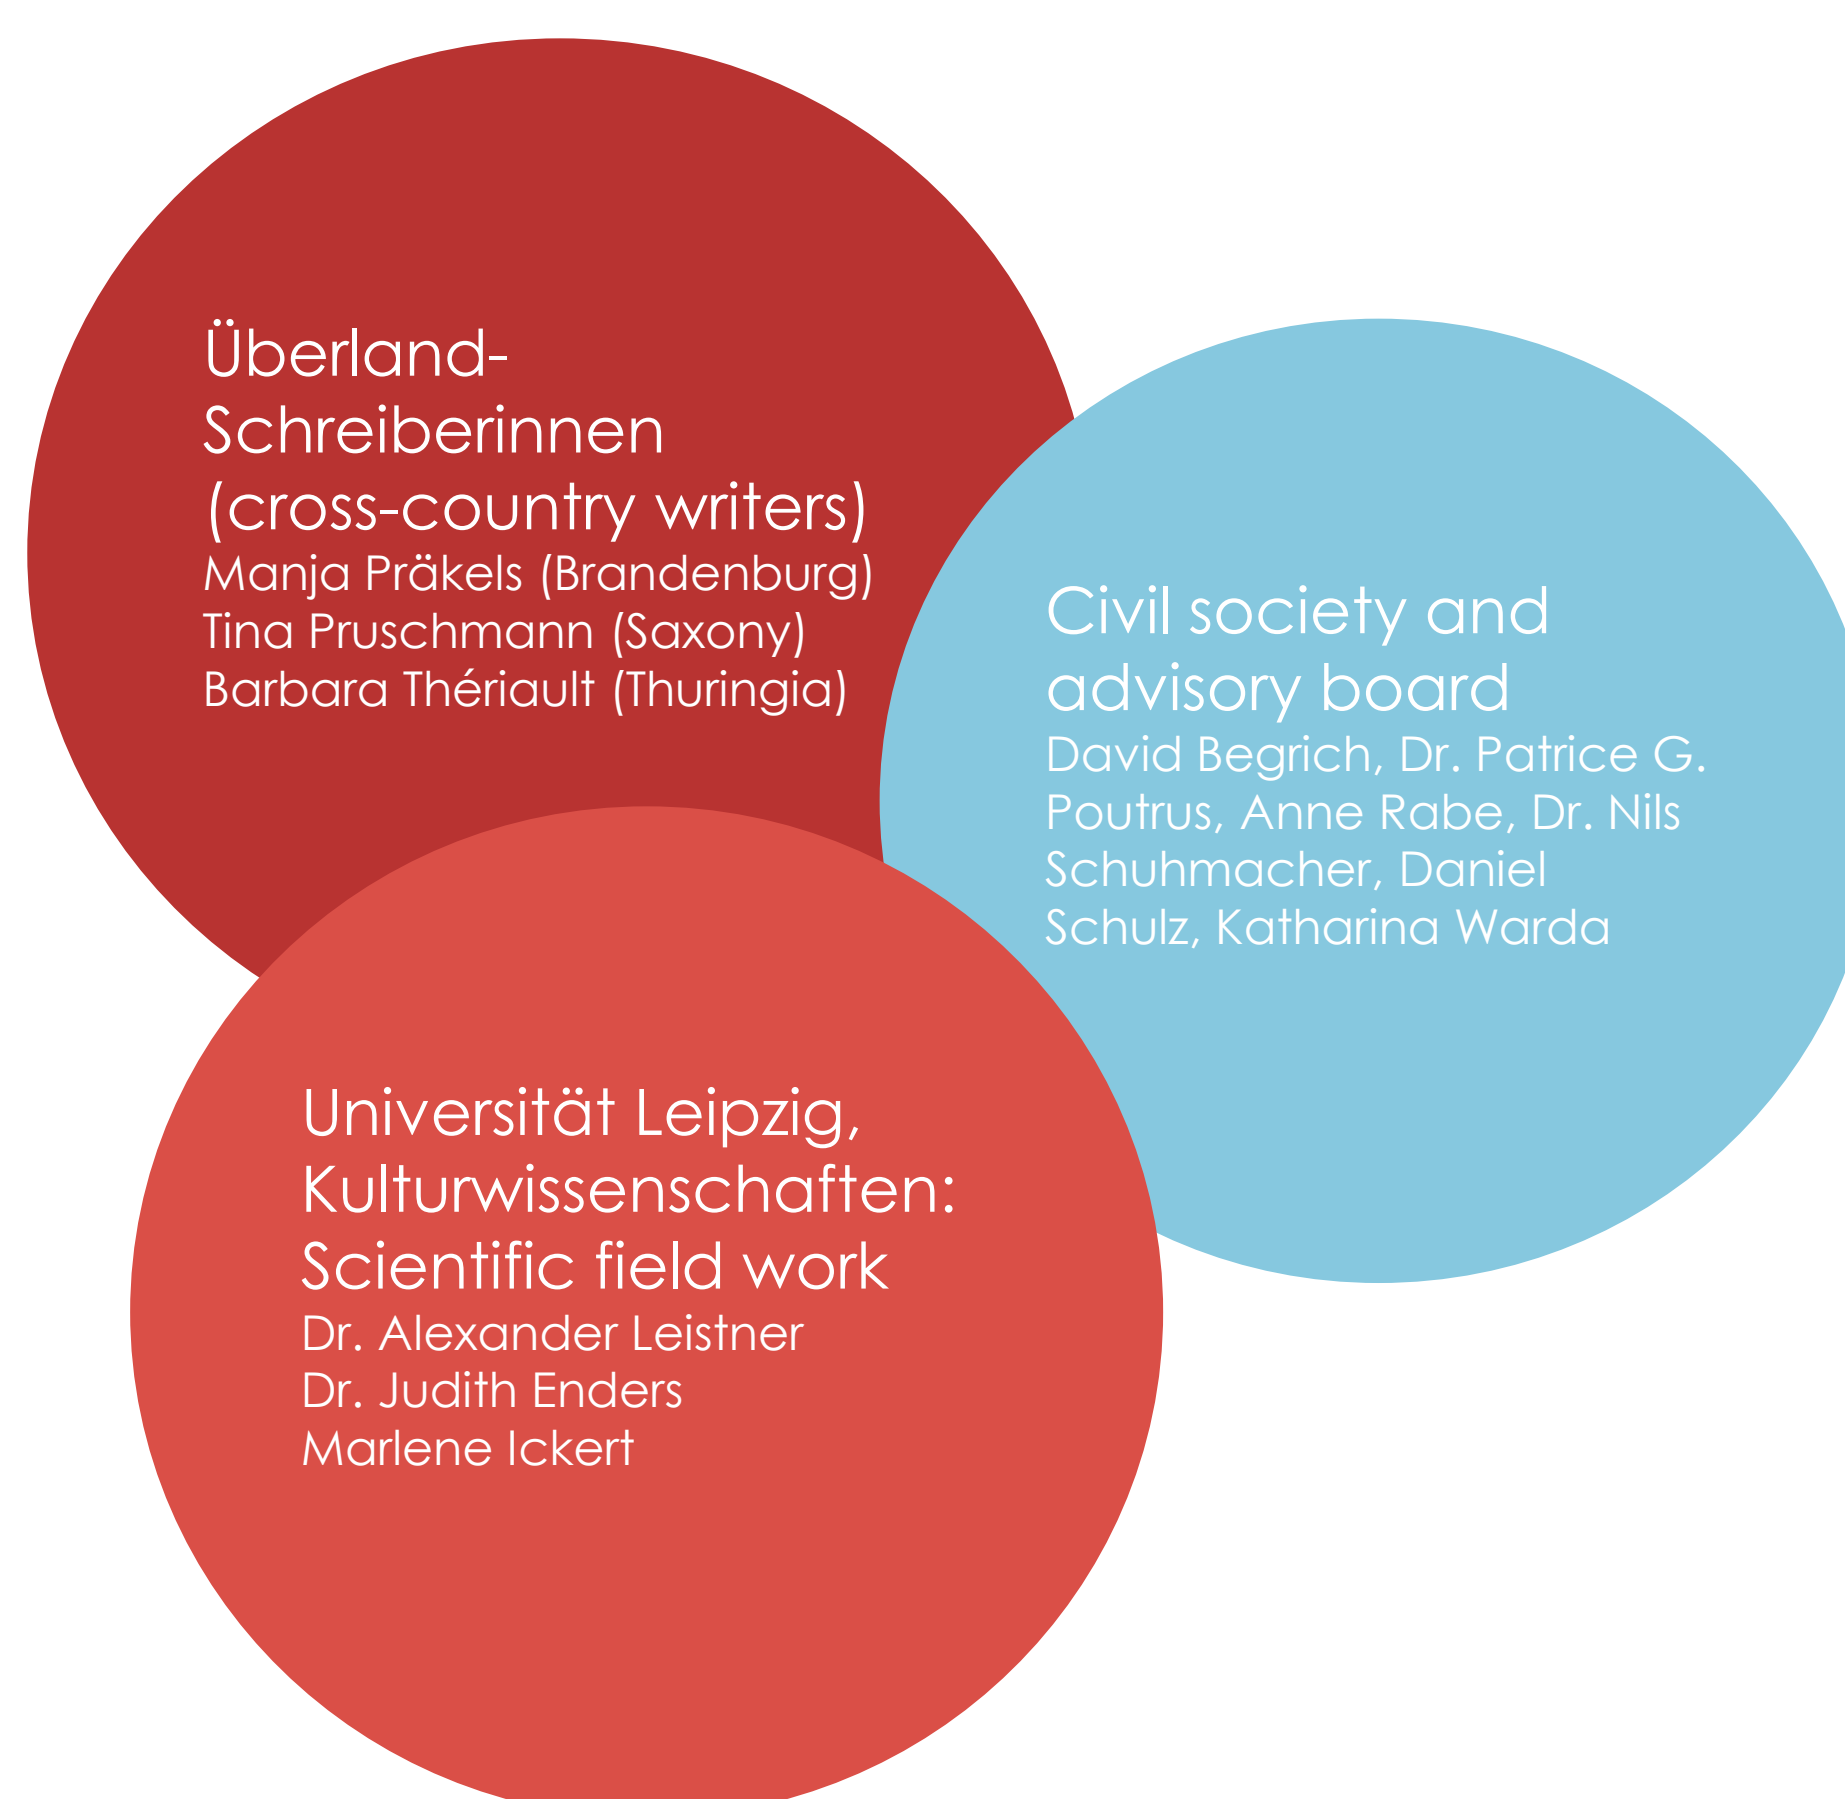 Überland-
Schreiberinnen
(cross-country writers)
Manja Präkels (Brandenburg)
Tina Pruschmann (Saxony)
Barbara Thériault (Thuringia)
Civil society and
advisory board
David Begrich, Dr. Patrice G.
Poutrus, Anne Rabe, Dr. Nils
Schuhmacher, Daniel
Schulz, Katharina Warda
Universität Leipzig,
Kulturwissenschaften:
Scientific field work
Dr. Alexander Leistner
Dr. Judith Enders
Marlene Ickert